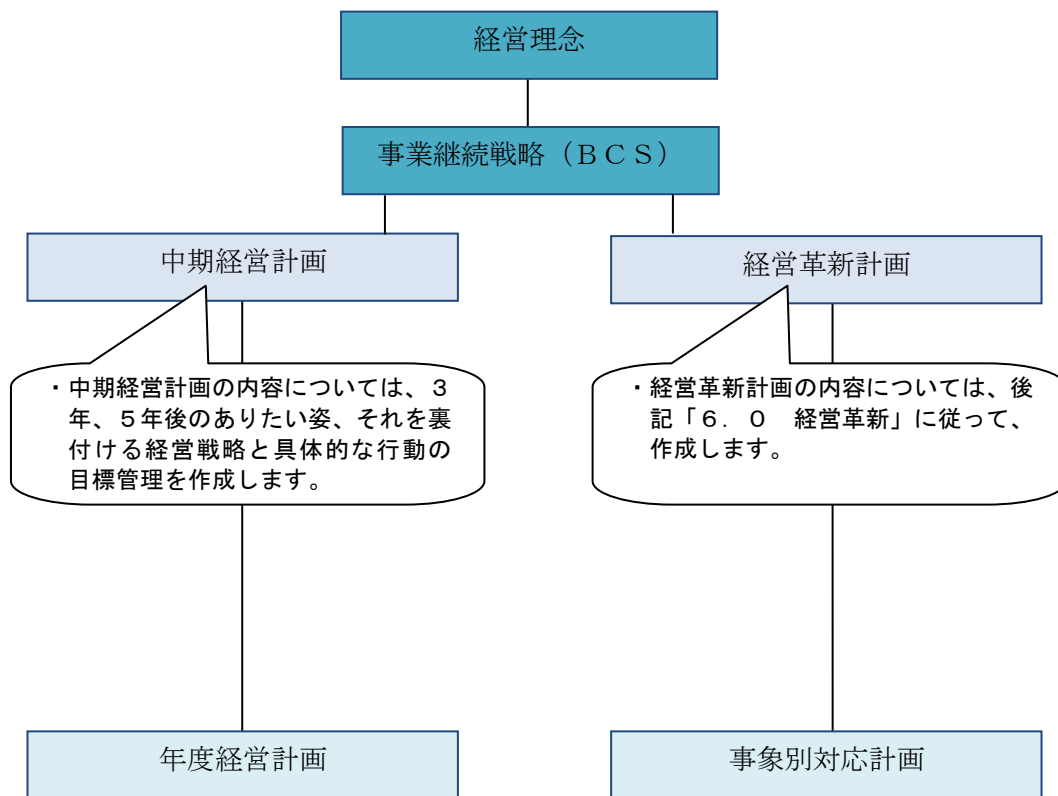 経営理念
事業継続戦略（ＢＣＳ）
中期経営計画
経営革新計画
・中期経営計画の内容については、３
年、５年後のありたい姿、それを裏
付ける経営戦略と具体的な行動の
目標管理を作成します。
・経営革新計画の内容については、後
記「６．０　経営革新」に従って、
作成します。
年度経営計画
事象別対応計画